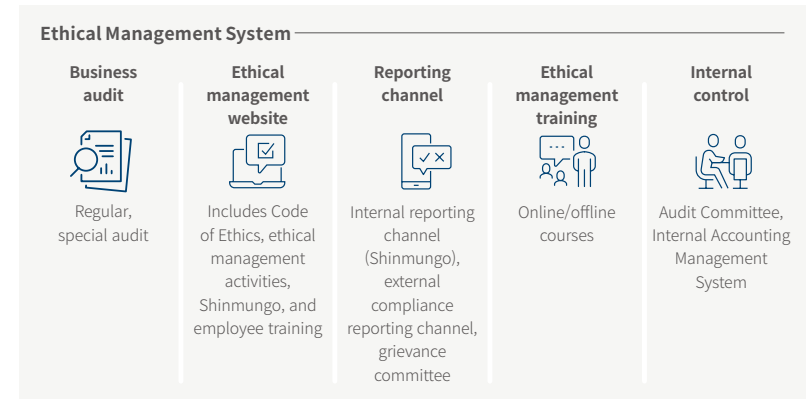 Ethical Management System
Business
audit
Regular,
special audit
Ethical
management
website
Includes Code
of Ethics, ethical
management
activities,
Shinmungo, and
employee training
Reporting
channel
Internal reporting
channel
(Shinmungo),
external
compliance
reporting channel,
grievance
committee
Ethical
management
training
Online/offline
courses
Internal
control
Audit Committee,
Internal Accounting
Management
System